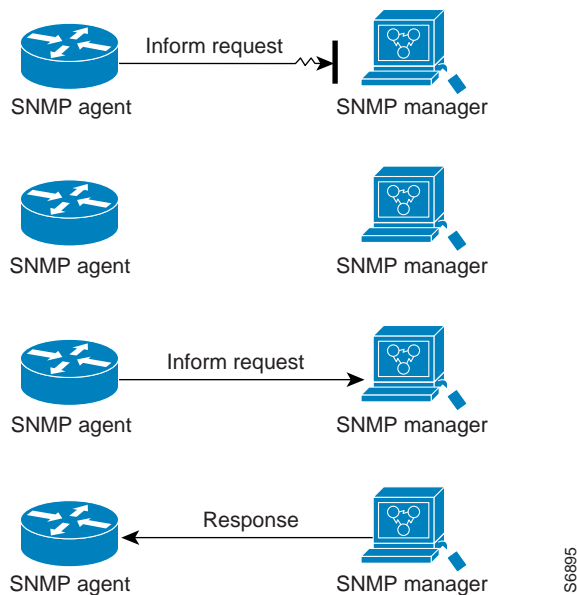 Inform request
SNMP agent SNMP manager
SNMP agent SNMP manager
Inform request
SNMP agent SNMP manager
Response
SNMP agent SNMP manager
S6895